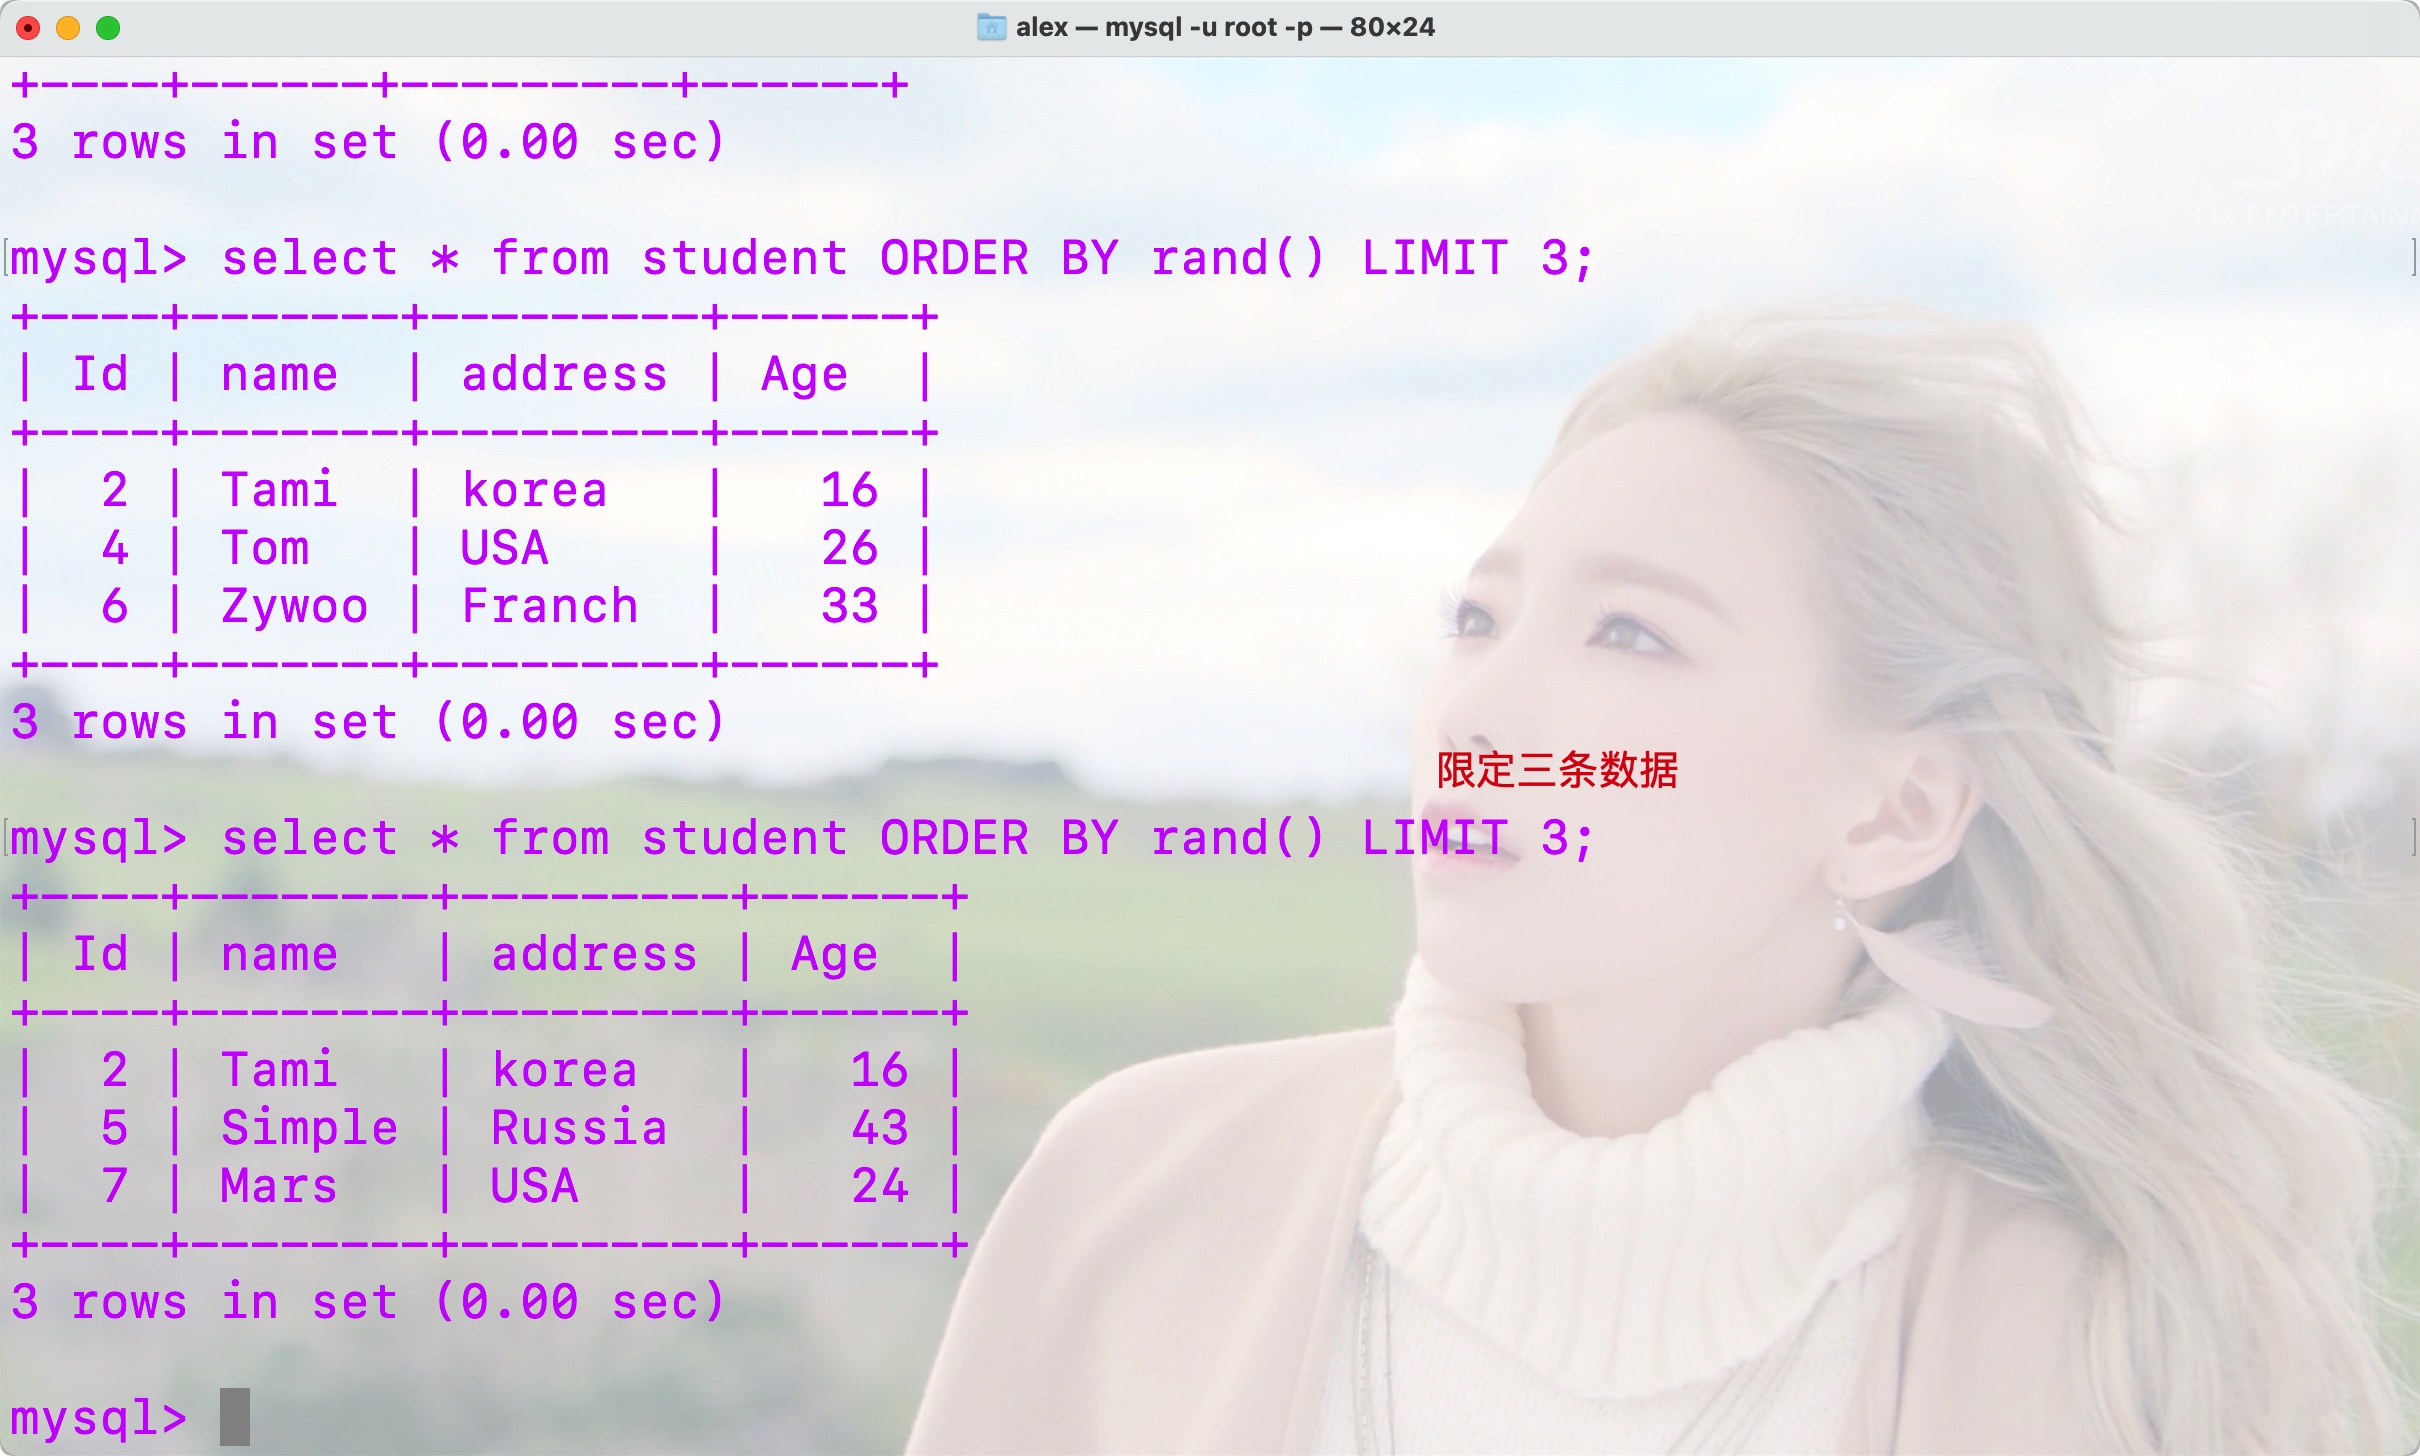 alex — mysql -u root -p — 80×24
+----+------+---------+------+
3 rows in set (0.00 sec)
Sm
S.M.ENTERTAINM
mysql> select * from student ORDER BY rand() LIMIT 3;
+----+-------+---------+------+
| Id | name  | address | Age  |
+----+-------+---------+------+
|  2 | Tami  | korea   |   16 |
|  4 | Tom   | USA     |   26 |
|  6 | Zywoo | Franch  |   33 |
+----+-------+---------+------+
3 rows in set (0.00 sec)
限定三条数据
mysql> select * from student ORDER BY rand() LIMIT 3;
+----+--------+---------+------+
| Id | name   | address | Age  |
+----+--------+---------+------+
|  2 | Tami   | korea   |   16 |
|  5 | Simple | Russia  |   43 |
|  7 | Mars   | USA     |   24 |
+----+--------+---------+------+
3 rows in set (0.00 sec)
mysql>